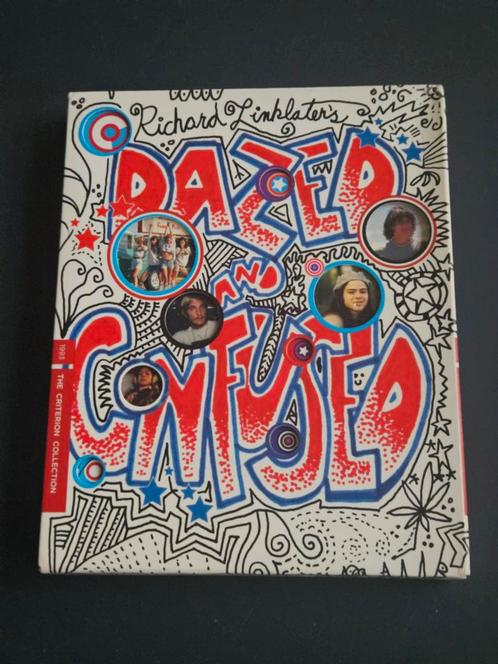 Richard Linklater's
DAZED
AND
CONFUSED
1993 THE CRITERION COLLECTION